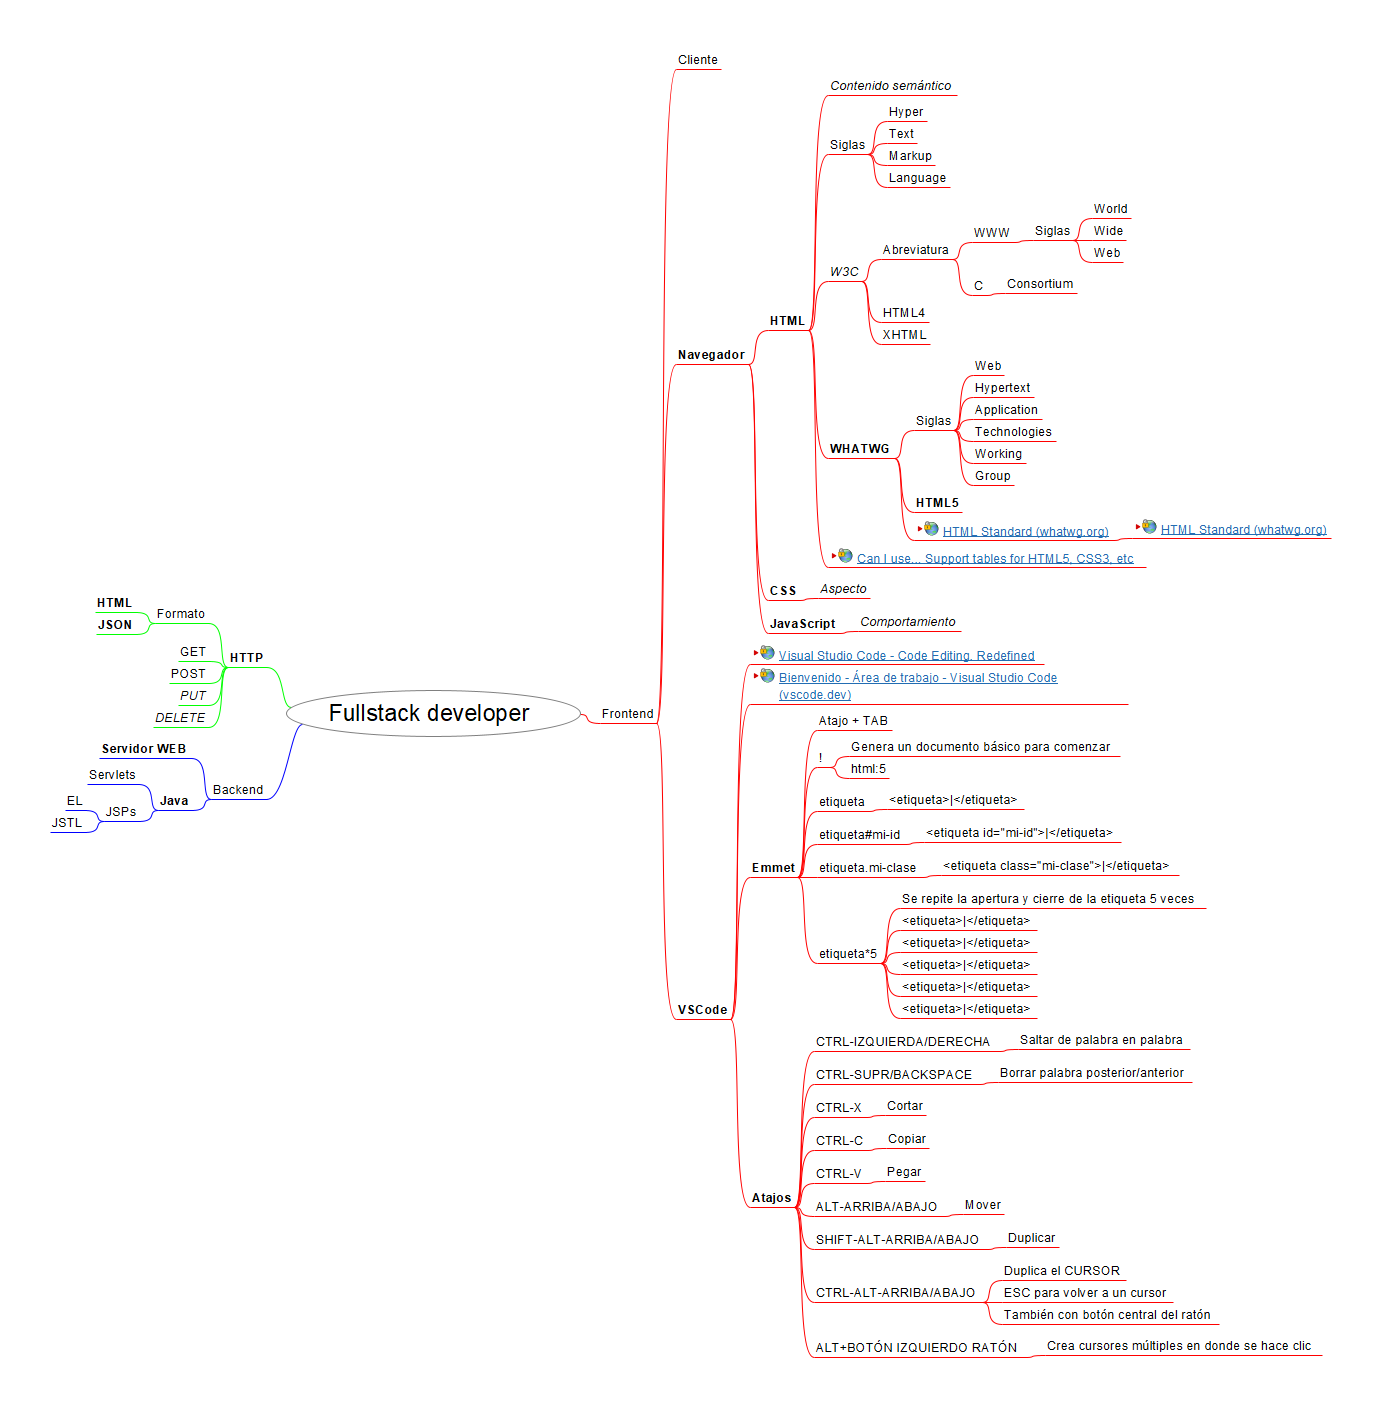 Fullstack developer
HTTP
Formato
HTML
JSON
GET
POST
PUT
DELETE
Backend
Servidor WEB
Java
Servlets
JSPs
EL
JSTL
Frontend
Cliente
Navegador
HTML
Contenido semántico
Siglas
Hyper
Text
Markup
Language
W3C
Abreviatura
WWW
Siglas
World
Wide
Web
C
Consortium
HTML4
XHTML
WHATWG
Siglas
Web
Hypertext
Application
Technologies
Working
Group
HTML5
HTML Standard (whatwg.org)
HTML Standard (whatwg.org)
Can I use... Support tables for HTML5, CSS3, etc
CSS
Aspecto
JavaScript
Comportamiento
VSCode
Visual Studio Code - Code Editing. Redefined
Bienvenido - Área de trabajo - Visual Studio Code
(vscode.dev)
Emmet
Atajo + TAB
!
Genera un documento básico para comenzar
html:5
etiqueta
<etiqueta>|</etiqueta>
etiqueta#mi-id
<etiqueta id="mi-id">|</etiqueta>
etiqueta.mi-clase
<etiqueta class="mi-clase">|</etiqueta>
etiqueta*5
Se repite la apertura y cierre de la etiqueta 5 veces
<etiqueta>|</etiqueta>
<etiqueta>|</etiqueta>
<etiqueta>|</etiqueta>
<etiqueta>|</etiqueta>
<etiqueta>|</etiqueta>
Atajos
CTRL-IZQUIERDA/DERECHA
Saltar de palabra en palabra
CTRL-SUPR/BACKSPACE
Borrar palabra posterior/anterior
CTRL-X
Cortar
CTRL-C
Copiar
CTRL-V
Pegar
ALT-ARRIBA/ABAJO
Mover
SHIFT-ALT-ARRIBA/ABAJO
Duplicar
CTRL-ALT-ARRIBA/ABAJO
Duplica el CURSOR
ESC para volver a un cursor
También con botón central del ratón
ALT+BOTÓN IZQUIERDO RATÓN
Crea cursores múltiples en donde se hace clic